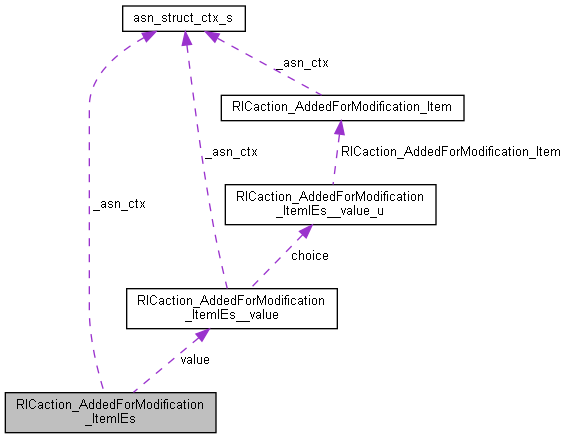 asn_struct_ctx_s
_asn_ctx
RICaction_AddedForModification_Item
_asn_ctx
RICaction_AddedForModification_Item
RICaction_AddedForModification
_ItemIEs__value_u
_asn_ctx
choice
RICaction_AddedForModification
_ItemIEs__value
value
RICaction_AddedForModification
_ItemIEs